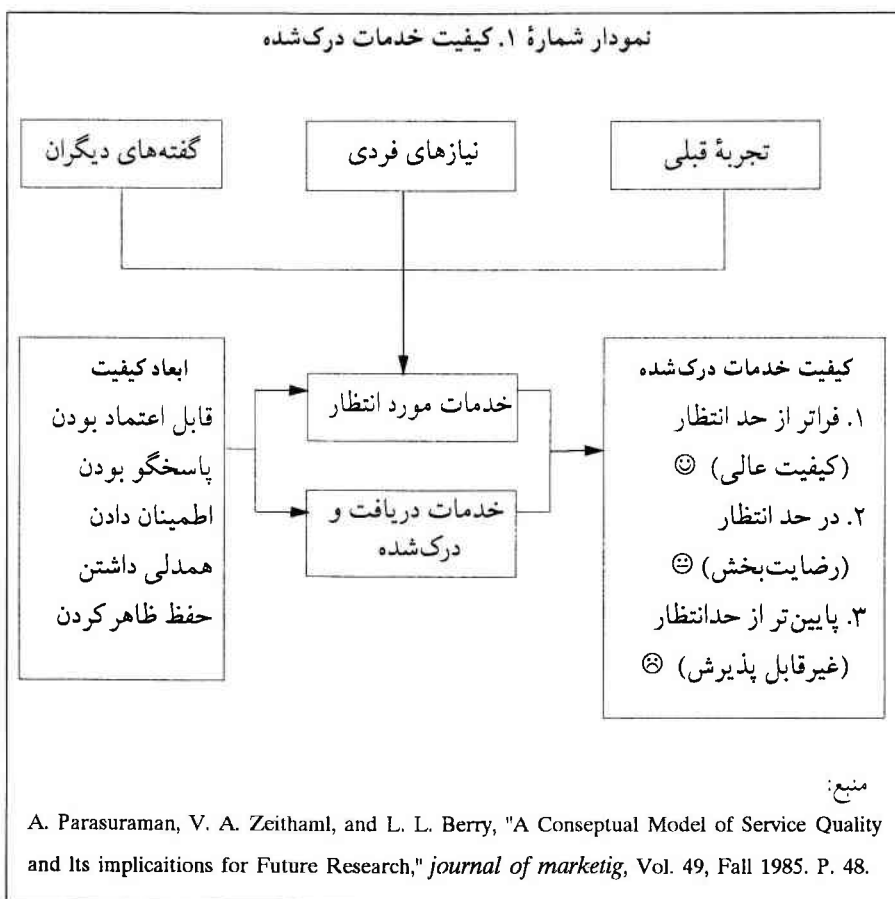 نمودار شمارهٔ ۱. کیفیت خدمات درک‌شده
تجربهٔ قبلی
نیازهای فردی
گفته‌های دیگران
کیفیت خدمات درک‌شده
۱. فراتر از حد انتظار
(کیفیت عالی) ☺
۲. در حد انتظار
(رضایت‌بخش) 😐
۳. پایین‌تر از حدانتظار
(غیرقابل پذیرش) ☹
خدمات مورد انتظار
خدمات دریافت و
درک‌شده
ابعاد کیفیت
قابل اعتماد بودن
پاسخگو بودن
اطمینان دادن
همدلی داشتن
حفظ ظاهر کردن
منبع:
A. Parasuraman, V. A. Zeithaml, and L. L. Berry, "A Conseptual Model of Service Quality
and Its implicaitions for Future Research," journal of marketig, Vol. 49, Fall 1985. P. 48.